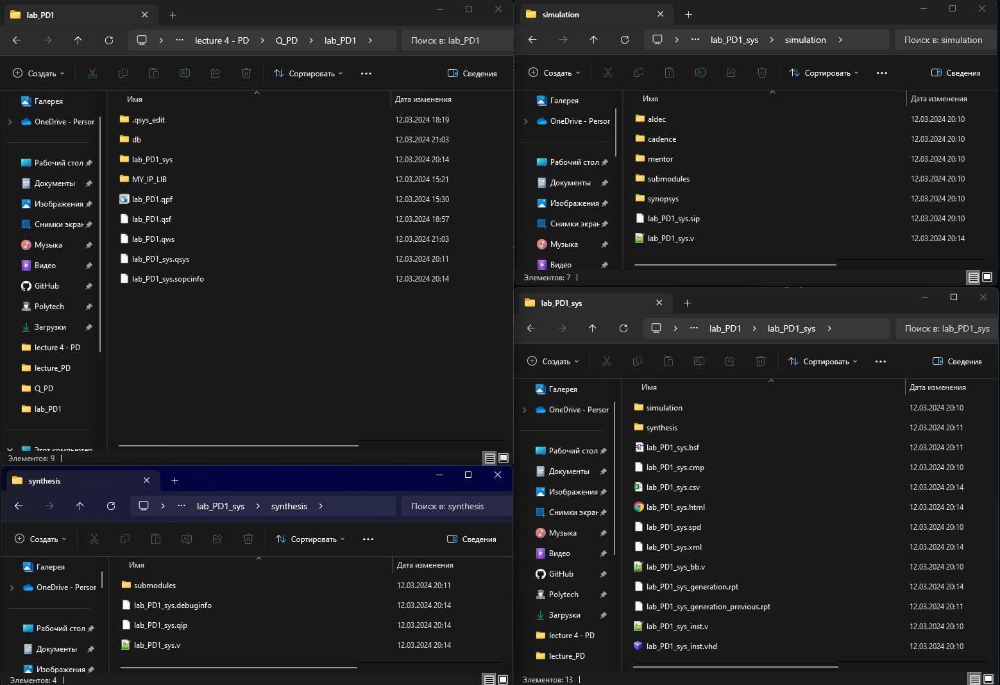 lab_PD1
lecture 4 - PD
Q_PD
lab_PD1
Поиск в: lab_PD1
Создать
Сортировать
Сведения
Галерея
OneDrive - Persor
Рабочий стол
Документы
Изображения
Снимки экран
Музыка
Видео
GitHub
Polytech
Загрузки
lecture 4 - PD
lecture_PD
Q_PD
lab_PD1
Этот компьютер
Имя
Дата изменения
.qsys_edit 12.03.2024 18:19
db 12.03.2024 21:03
lab_PD1_sys 12.03.2024 20:14
MY_IP_LIB 12.03.2024 15:21
lab_PD1.qpf 12.03.2024 15:30
lab_PD1.qsf 12.03.2024 18:57
lab_PD1.qws 12.03.2024 21:03
lab_PD1_sys.qsys 12.03.2024 20:11
lab_PD1_sys.sopcinfo 12.03.2024 20:14
Элементов: 9
simulation
lab_PD1_sys
simulation
Поиск в: simulation
Создать
Сортировать
Сведения
Галерея
OneDrive - Persor
Рабочий стол
Документы
Изображения
Снимки экран
Музыка
Видео
Имя
Дата изменения
aldec 12.03.2024 20:10
cadence 12.03.2024 20:10
mentor 12.03.2024 20:10
submodules 12.03.2024 20:10
synopsys 12.03.2024 20:10
lab_PD1_sys.sip 12.03.2024 20:10
lab_PD1_sys.v 12.03.2024 20:14
Элементов: 7
synthesis
lab_PD1_sys
synthesis
Поиск в: synthesis
Создать
Сортировать
Сведения
Галерея
OneDrive - Persor
Рабочий стол
Документы
Изображения
Имя
Дата изменения
submodules 12.03.2024 20:11
lab_PD1_sys.debuginfo 12.03.2024 20:14
lab_PD1_sys.qip 12.03.2024 20:14
lab_PD1_sys.v 12.03.2024 20:14
Элементов: 4
lab_PD1_sys
lab_PD1
lab_PD1_sys
Поиск в: lab_PD1_sys
Создать
Сортировать
Сведения
Галерея
OneDrive - Persor
Рабочий стол
Документы
Изображения
Снимки экран
Музыка
Видео
GitHub
Polytech
Загрузки
lecture 4 - PD
lecture_PD
Имя
Дата изменения
simulation 12.03.2024 20:10
synthesis 12.03.2024 20:11
lab_PD1_sys.bsf 12.03.2024 20:11
lab_PD1_sys.cmp 12.03.2024 20:10
lab_PD1_sys.csv 12.03.2024 20:14
lab_PD1_sys.html 12.03.2024 20:14
lab_PD1_sys.spd 12.03.2024 20:10
lab_PD1_sys.xml 12.03.2024 20:14
lab_PD1_sys_bb.v 12.03.2024 20:10
lab_PD1_sys_generation.rpt 12.03.2024 20:14
lab_PD1_sys_generation_previous.rpt 12.03.2024 20:11
lab_PD1_sys_inst.v 12.03.2024 20:10
lab_PD1_sys_inst.vhd 12.03.2024 20:10
Элементов: 13